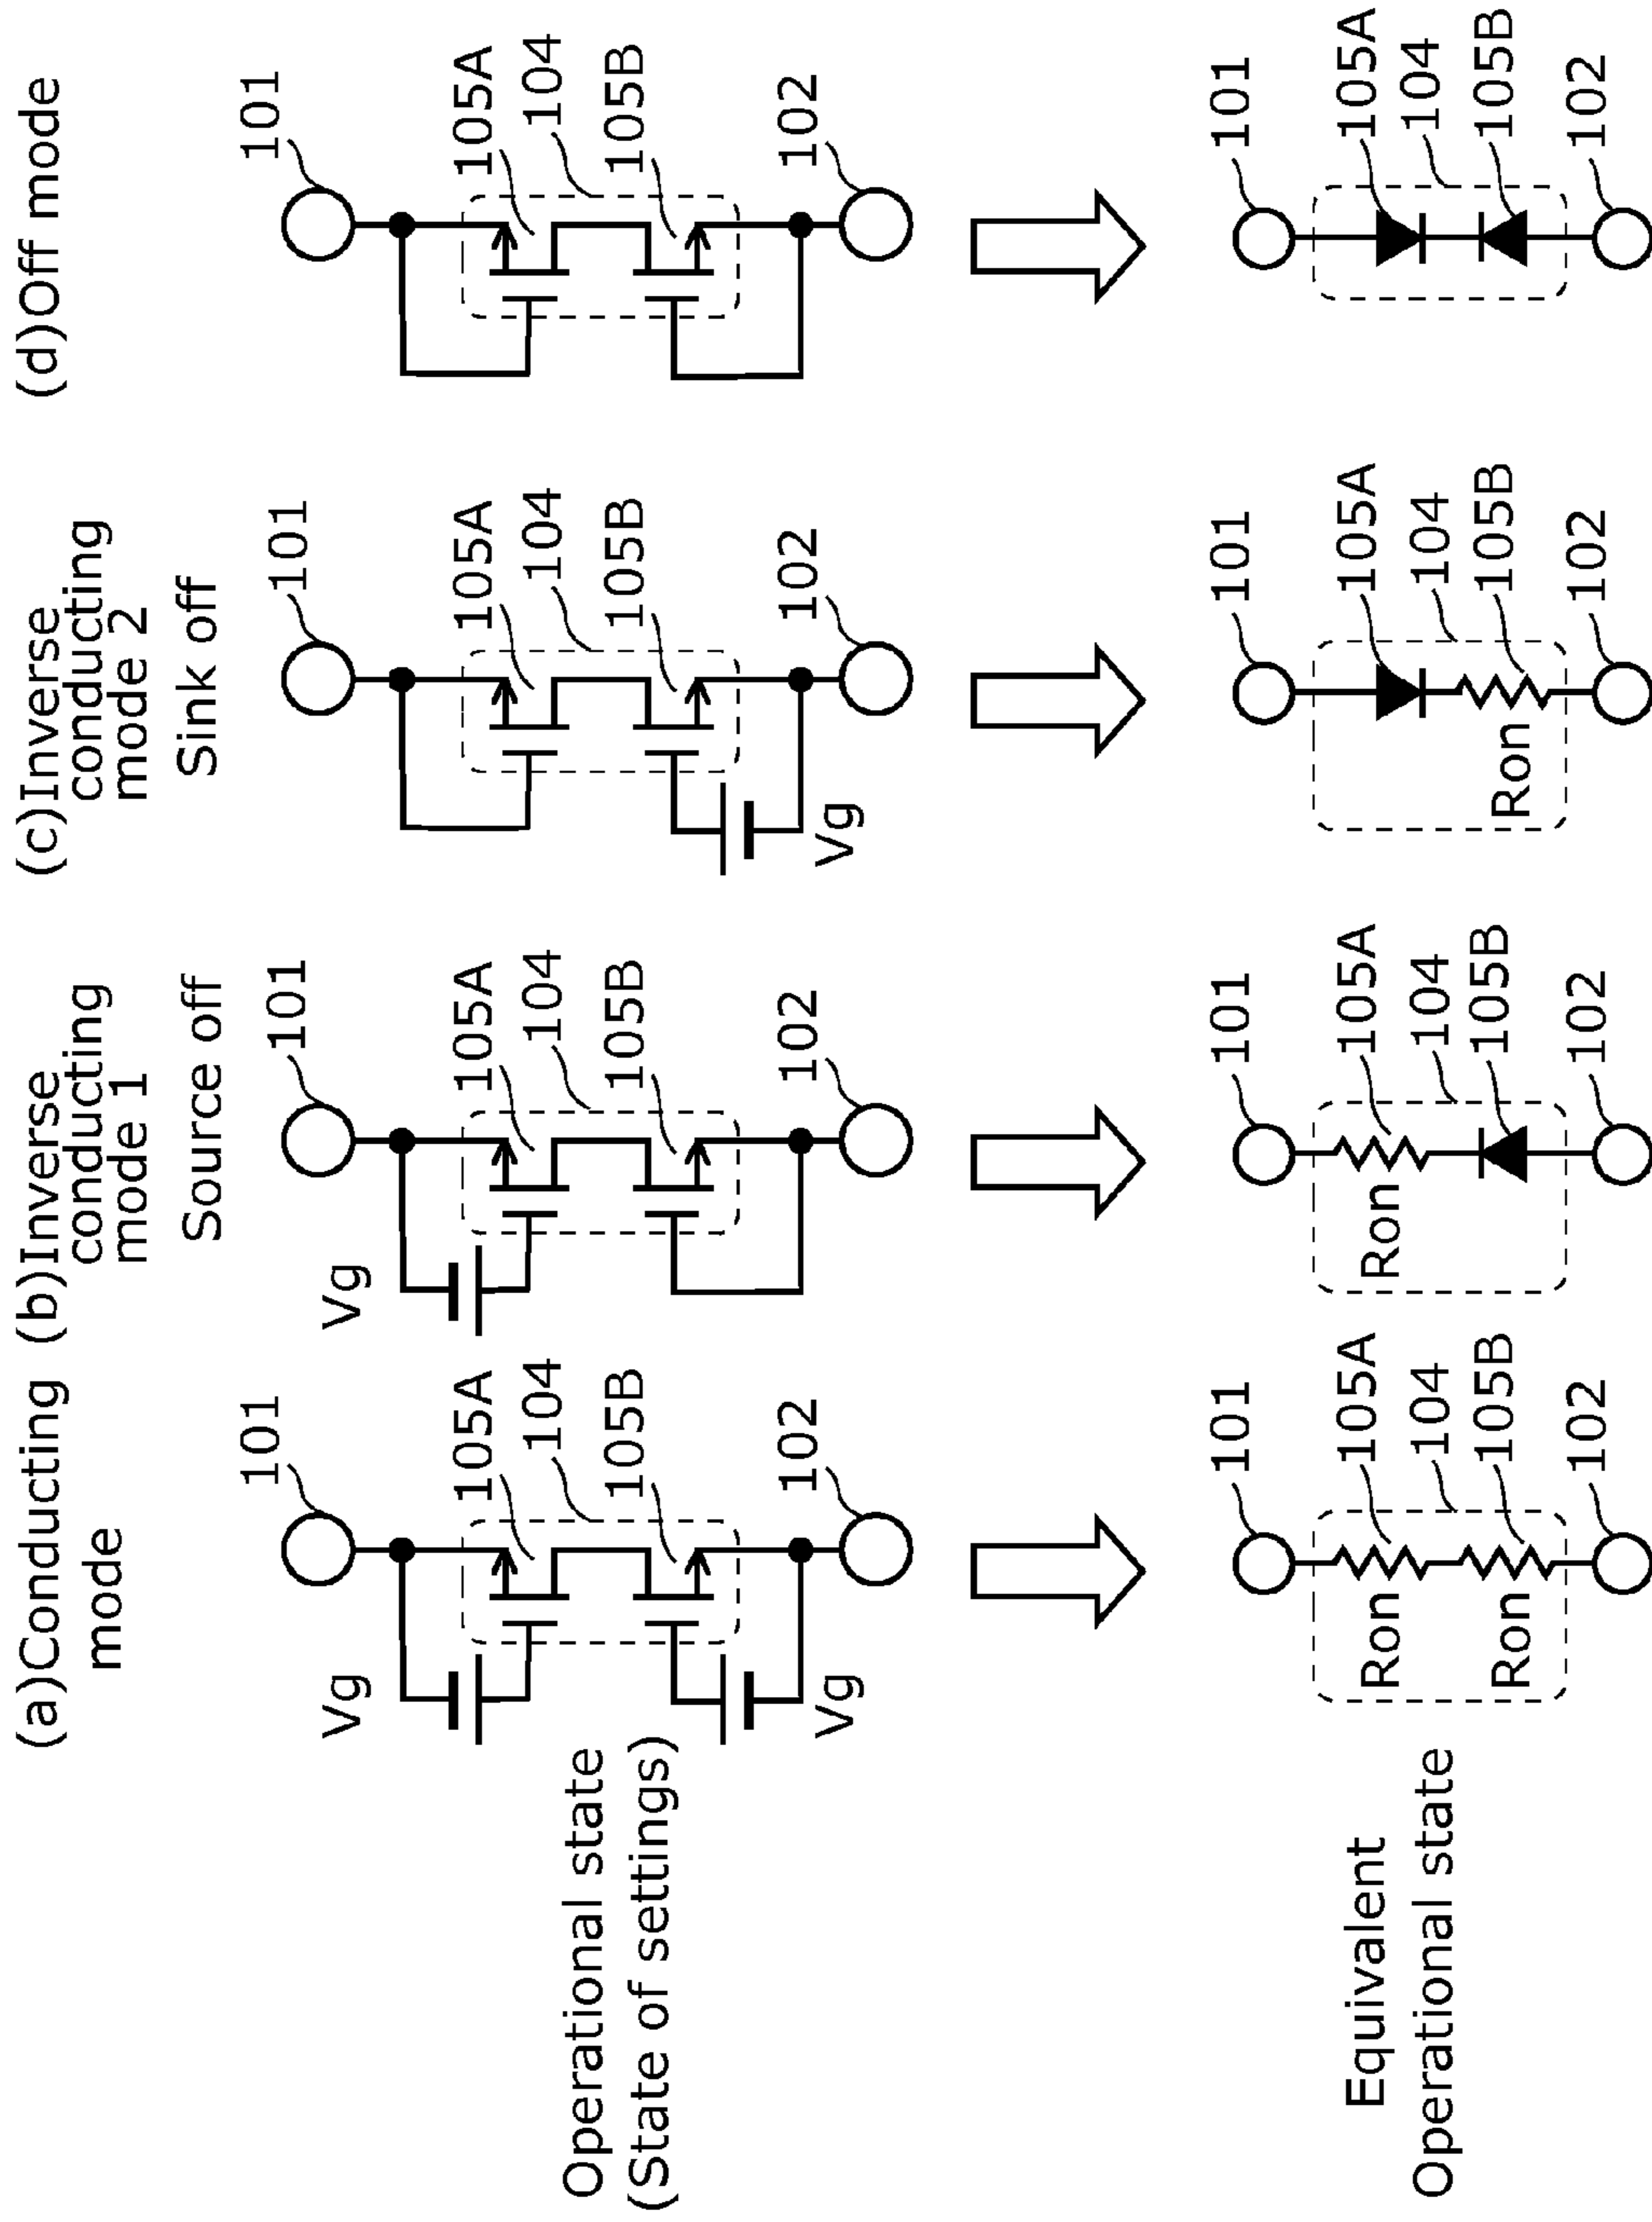 (a)Conducting
mode
(b)Inverse
conducting
mode 1
Source off
(c)Inverse
conducting
mode 2
Sink off
(d)Off mode
Operational state
(State of settings)
Vg
Vg
101
105A
104
105B
102
Vg
101
105A
104
105B
102
Vg
101
105A
104
105B
102
101
105A
104
105B
102
Equivalent
Operational state
Ron
Ron
101
105A
104
105B
102
Ron
101
105A
104
105B
102
Ron
101
105A
104
105B
102
101
105A
104
105B
102